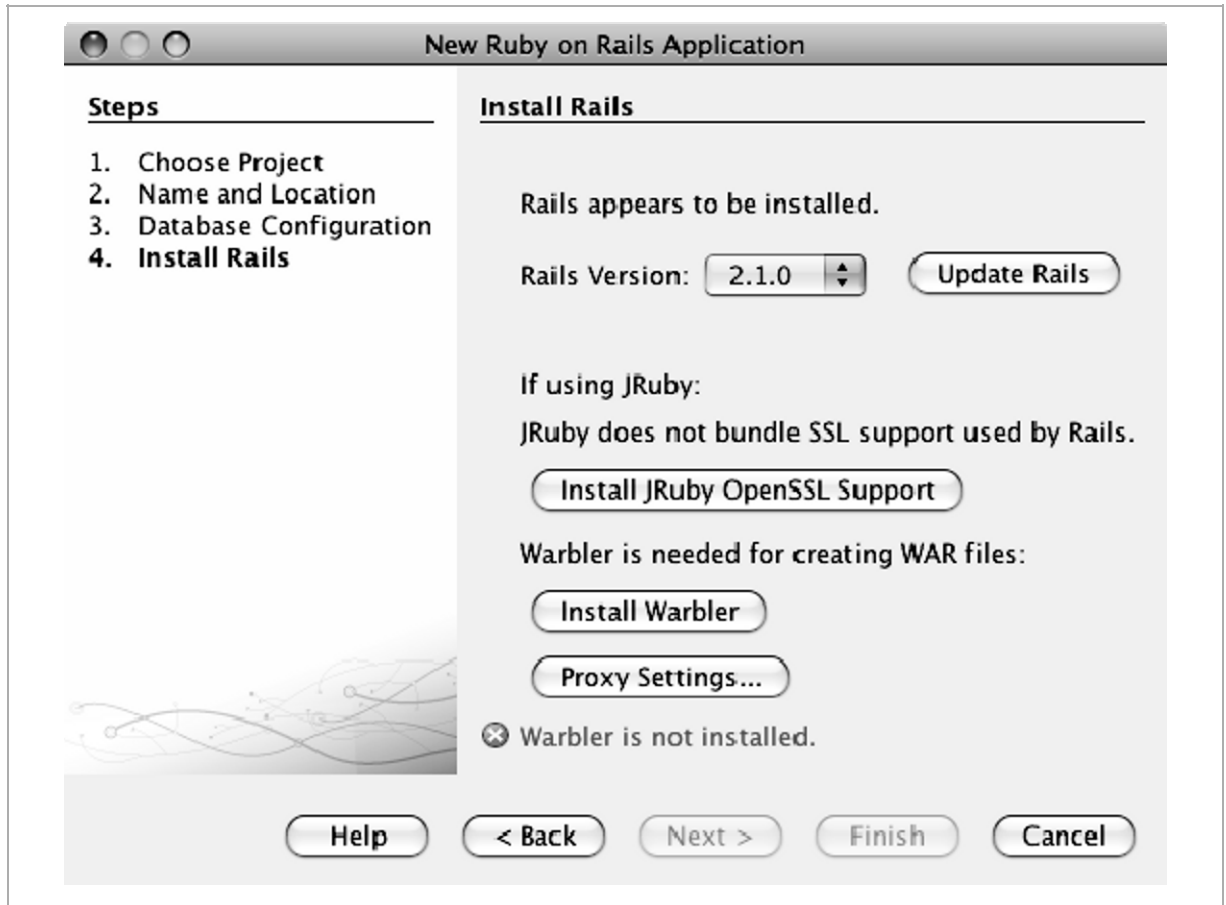 New Ruby on Rails Application
Steps
1. Choose Project
2. Name and Location
3. Database Configuration
4. Install Rails
Install Rails
Rails appears to be installed.
Rails Version: 2.1.0 Update Rails
If using JRuby:
JRuby does not bundle SSL support used by Rails.
Install JRuby OpenSSL Support
Warbler is needed for creating WAR files:
Install Warbler
Proxy Settings...
Warbler is not installed.
Help < Back Next > Finish Cancel